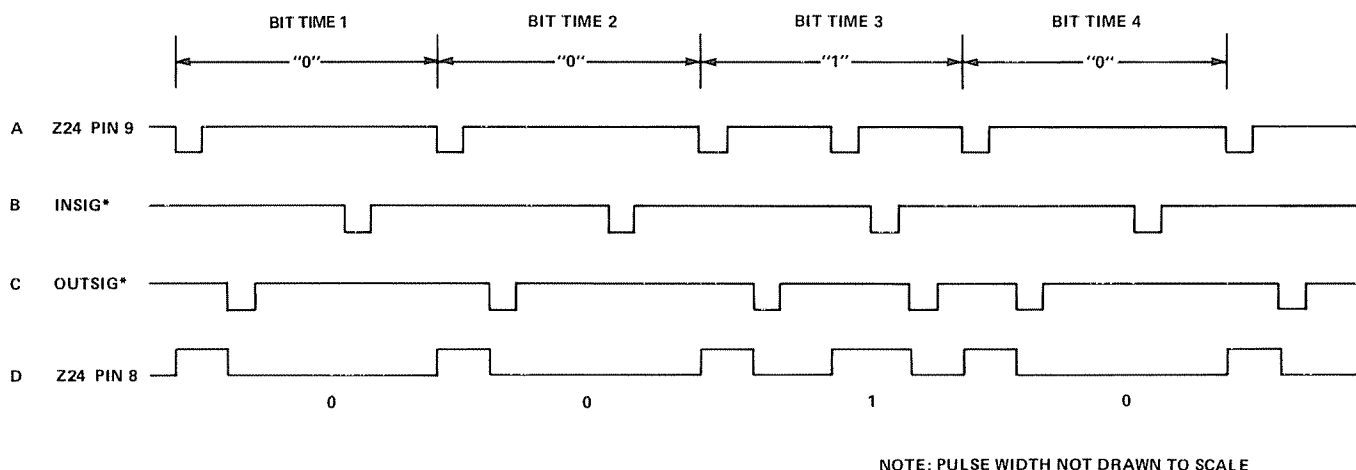 BIT TIME 1 BIT TIME 2 BIT TIME 3 BIT TIME 4
"0" "0" "1" "0"
A Z24 PIN 9
B INSIG*
C OUTSIG*
D Z24 PIN 8
0 0 1 0
NOTE: PULSE WIDTH NOT DRAWN TO SCALE